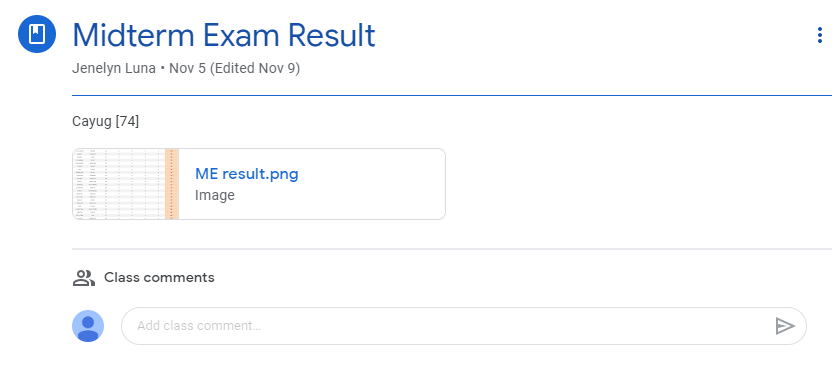 Midterm Exam Result
Jenelyn Luna • Nov 5 (Edited Nov 9)
Cayug [74]
ME result.png
Image
Class comments
Add class comment...